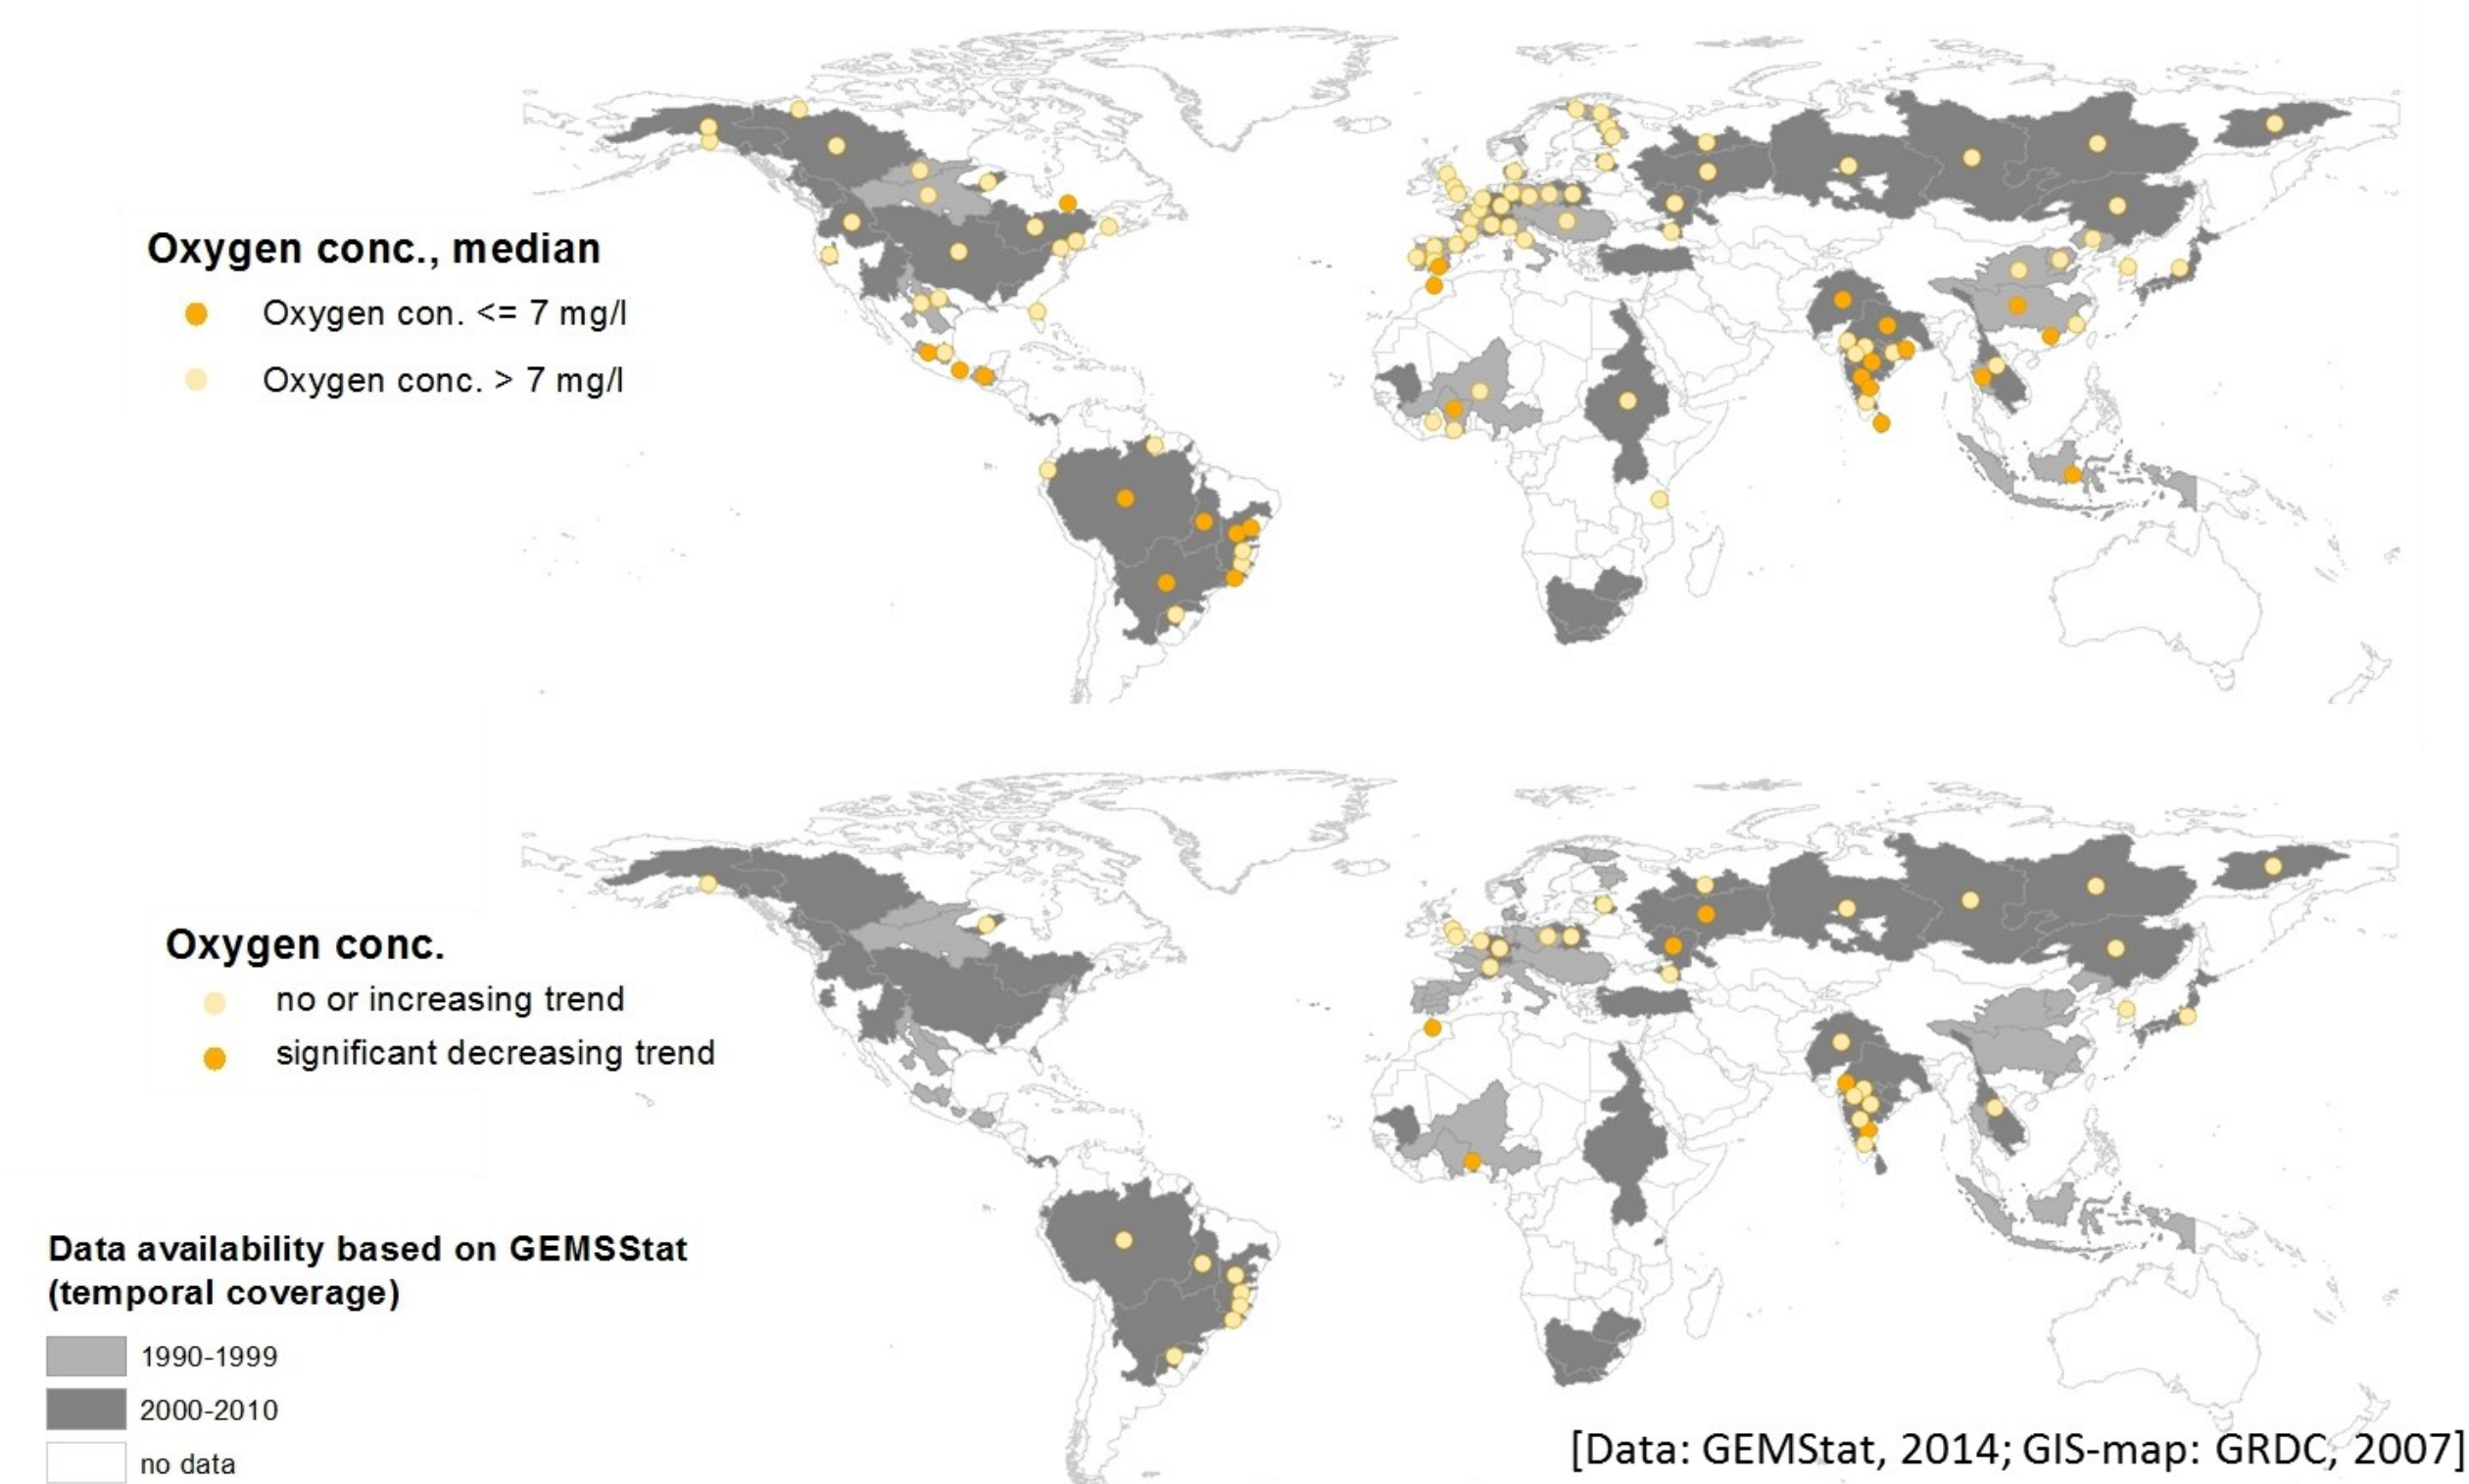 Oxygen conc., median
Oxygen con. <= 7 mg/l
Oxygen conc. > 7 mg/l
Oxygen conc.
no or increasing trend
significant decreasing trend
Data availability based on GEMSStat
(temporal coverage)
1990-1999
2000-2010
no data
[Data: GEMStat, 2014; GIS-map: GRDC, 2007]